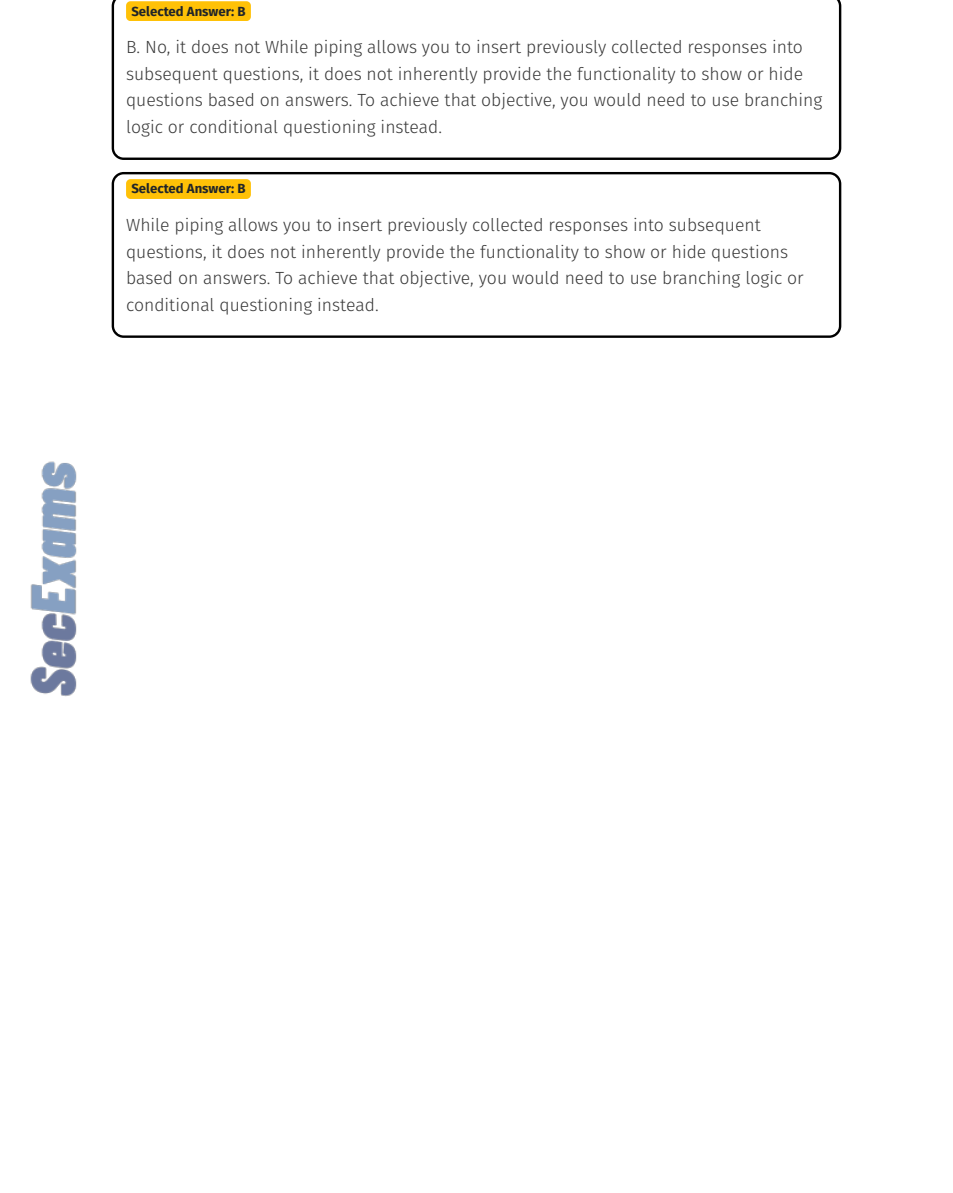 Selected Answer: B
B. No, it does not While piping allows you to insert previously collected responses into
subsequent questions, it does not inherently provide the functionality to show or hide
questions based on answers. To achieve that objective, you would need to use branching
logic or conditional questioning instead.
Selected Answer: B
While piping allows you to insert previously collected responses into subsequent
questions, it does not inherently provide the functionality to show or hide questions
based on answers. To achieve that objective, you would need to use branching logic or
conditional questioning instead.
SecExams